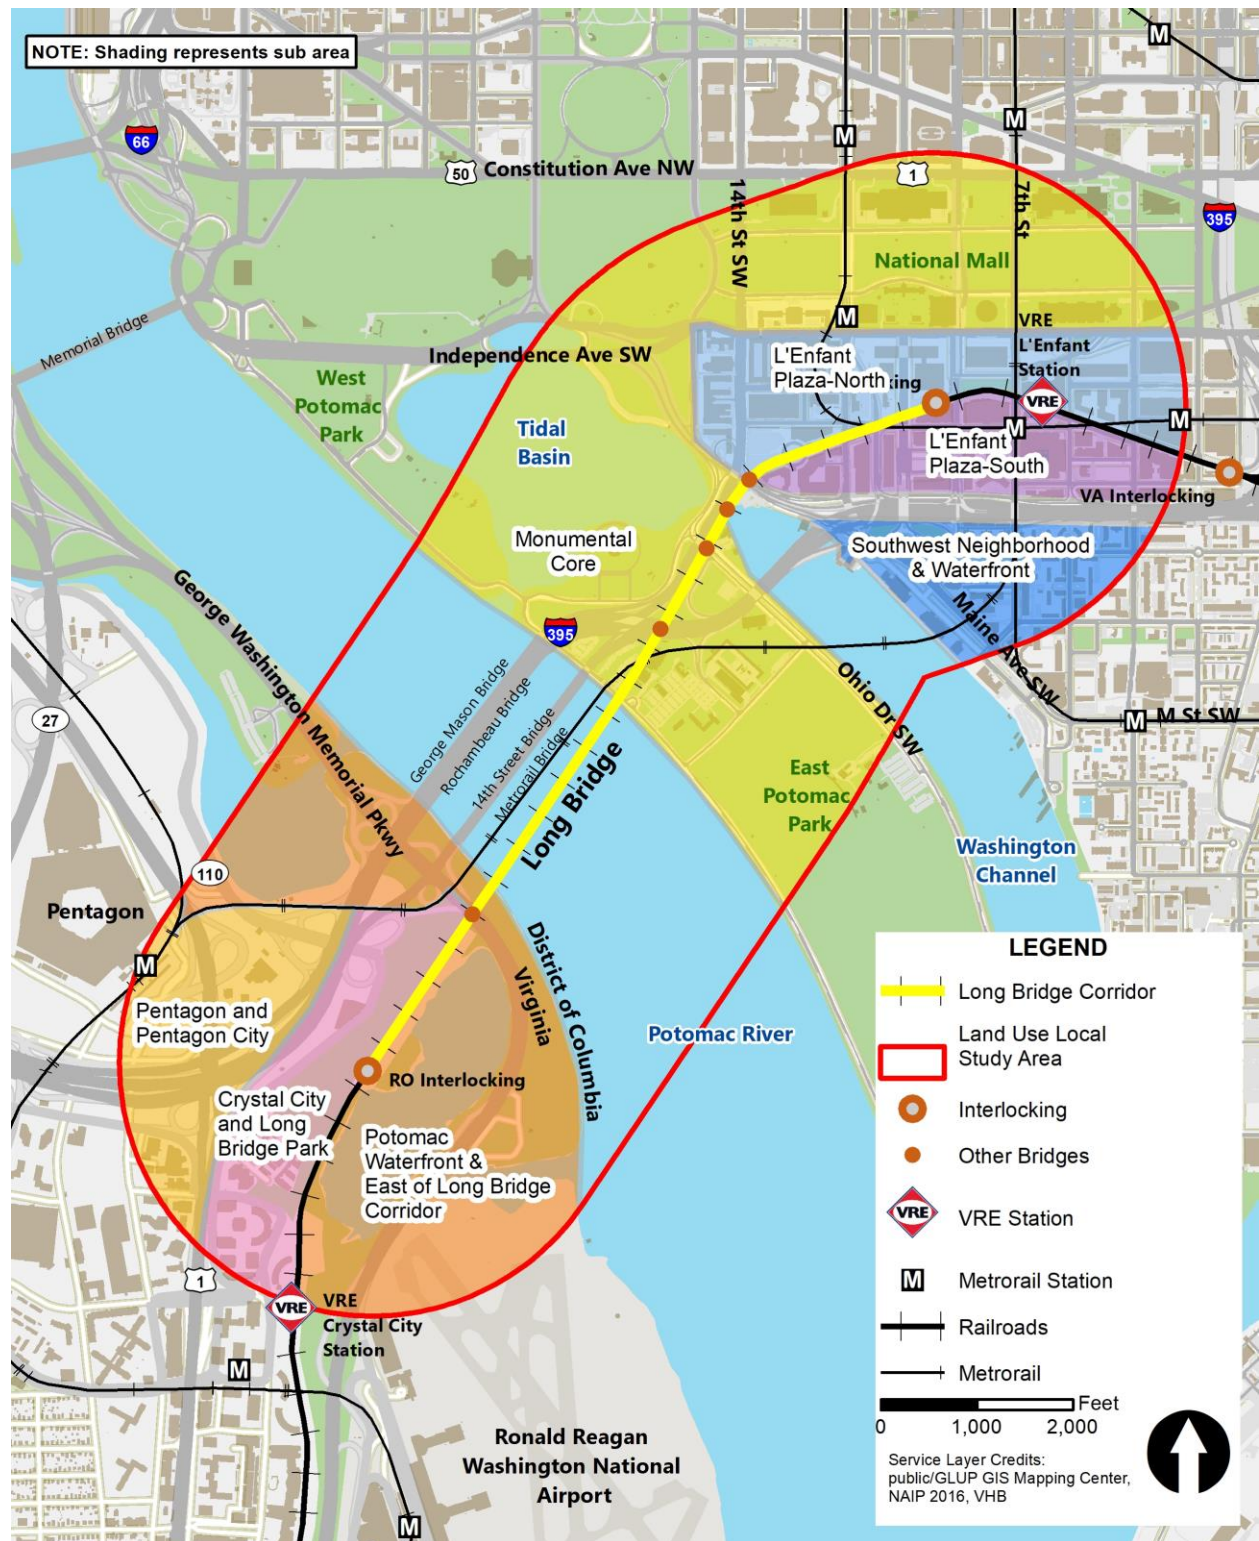 NOTE: Shading represents sub area
M
66
M
M
50
Constitution Ave NW
1
14th St SW
7th St
395
National Mall
M
VRE
L'Enfant
Station
Memorial Bridge
Independence Ave SW
L'Enfant
Plaza-North
king
VRE
West
Potomac
Park
Tidal
Basin
M
M
L'Enfant
Plaza-South
VA Interlocking
Monumental
Core
Southwest Neighborhood
& Waterfront
George Washington Memorial Pkwy
395
Maine Ave SW
27
George Mason Bridge
Rochambeau Bridge
14th Street Bridge
Metrorail Bridge
Long Bridge
Ohio Dr SW
M
M St SW
East
Potomac
Park
Washington
Channel
110
Pentagon
M
District of Columbia
Virginia
Pentagon and
Pentagon City
Potomac River
RO Interlocking
Crystal City
and Long
Bridge Park
Potomac
Waterfront &
East of Long Bridge
Corridor
1
VRE
VRE
Crystal City
Station
M
Ronald Reagan
Washington National
Airport
M
LEGEND
Long Bridge Corridor
Land Use Local
Study Area
Interlocking
Other Bridges
VRE
VRE Station
M
Metrorail Station
Railroads
Metrorail
Feet
0 1,000 2,000
Service Layer Credits:
public/GLUP GIS Mapping Center,
NAIP 2016, VHB